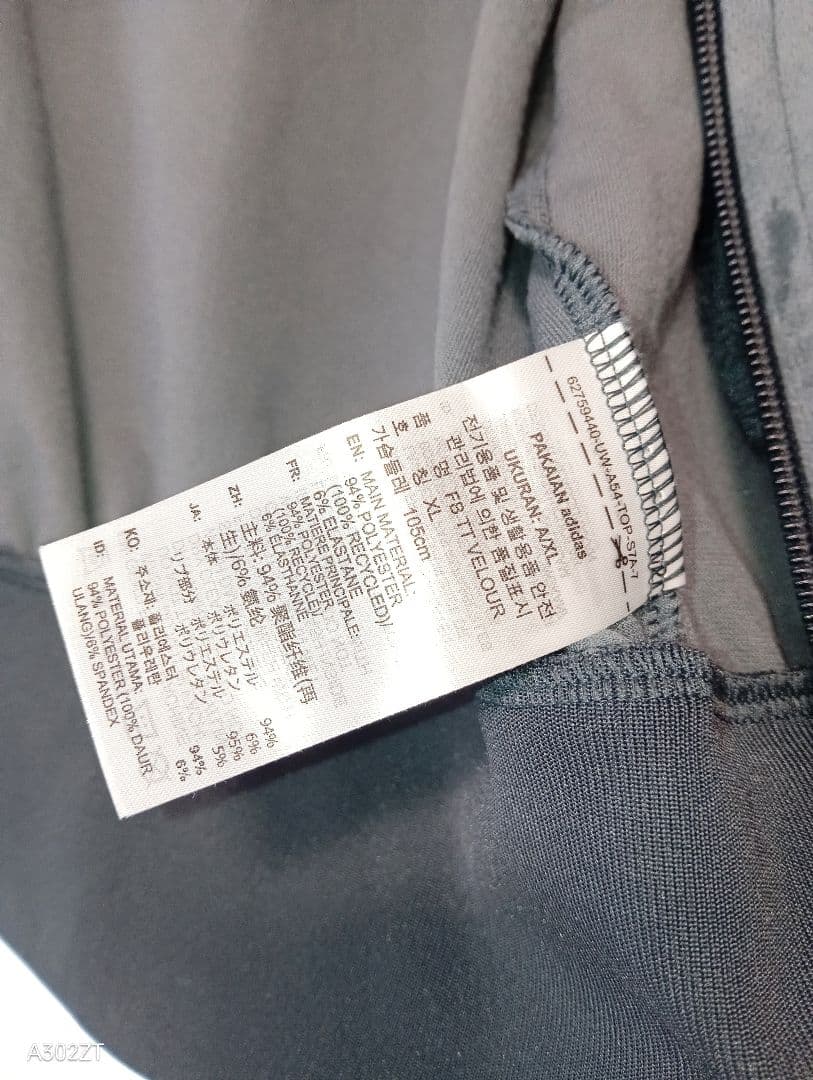 62759440-UW-A54-TOP-S7A-7
PAKAIAN adidas
UKURAN: A/XL
전기용품 및 생활용품 안전
관리법에 의한 품질표시
품 명 FB TT VELOUR
호 칭 XL
가슴둘레 105cm
EN: MAIN MATERIAL:
94% POLYESTER
(100% RECYCLED)/
6% ELASTANE
FR: MATIERE PRINCIPALE:
94% POLYESTER
(100% RECYCLE)/
6% ELASTHANNE
ZH: 主料: 94% 聚酯纤维(再
生)/6% 氨纶
JA: 本体 ポリエステル 94%
ポリウレタン 6%
リブ部分 ポリエステル 95%
ポリウレタン 5%
KO: 주소재: 폴리에스터 94%
폴리우레탄 6%
ID: MATERIAL UTAMA:
94% POLYESTER (100% DAUR
ULANG)/6% SPANDEX
A302ZT